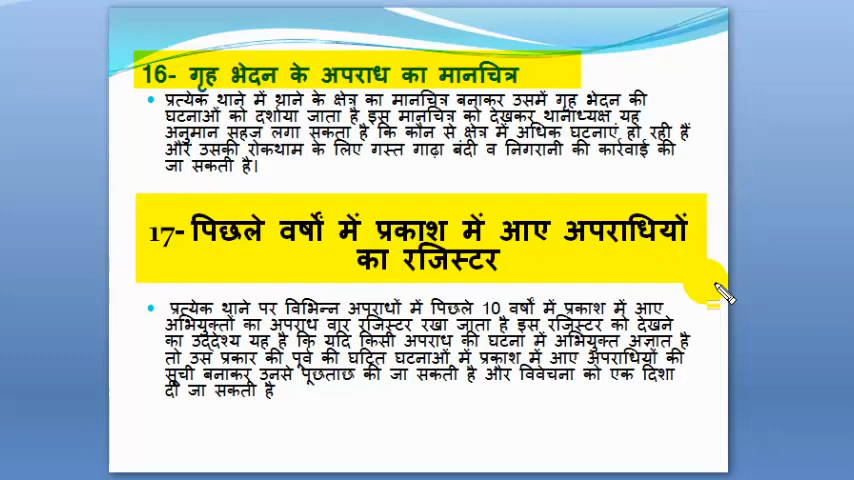 16- गृह भेदन के अपराध का मानचित्र
प्रत्येक थाने में थाने के क्षेत्र का मानचित्र बनाकर उसमें गृह भेदन की
घटनाओं को दर्शाया जाता है इस मानचित्र को देखकर थानाध्यक्ष यह
अनुमान सहज लगा सकता है कि कौन से क्षेत्र में अधिक घटनाएं हो रही हैं
और उसकी रोकथाम के लिए गस्त गाढ़ा बंदी व निगरानी की कार्रवाई की
जा सकती है।
17- पिछले वर्षों में प्रकाश में आए अपराधियों
का रजिस्टर
प्रत्येक थाने पर विभिन्न अपराधों में पिछले 10 वर्षों में प्रकाश में आए
अभियुक्तों का अपराध वार रजिस्टर रखा जाता है इस रजिस्टर को देखने
का उद्देश्य यह है कि यदि किसी अपराध की घटना में अभियुक्त अज्ञात है
तो उस प्रकार की पूर्व की घटित घटनाओं में प्रकाश में आए अपराधियों की
सूची बनाकर उनसे पूछताछ की जा सकती है और विवेचना को एक दिशा
दी जा सकती है